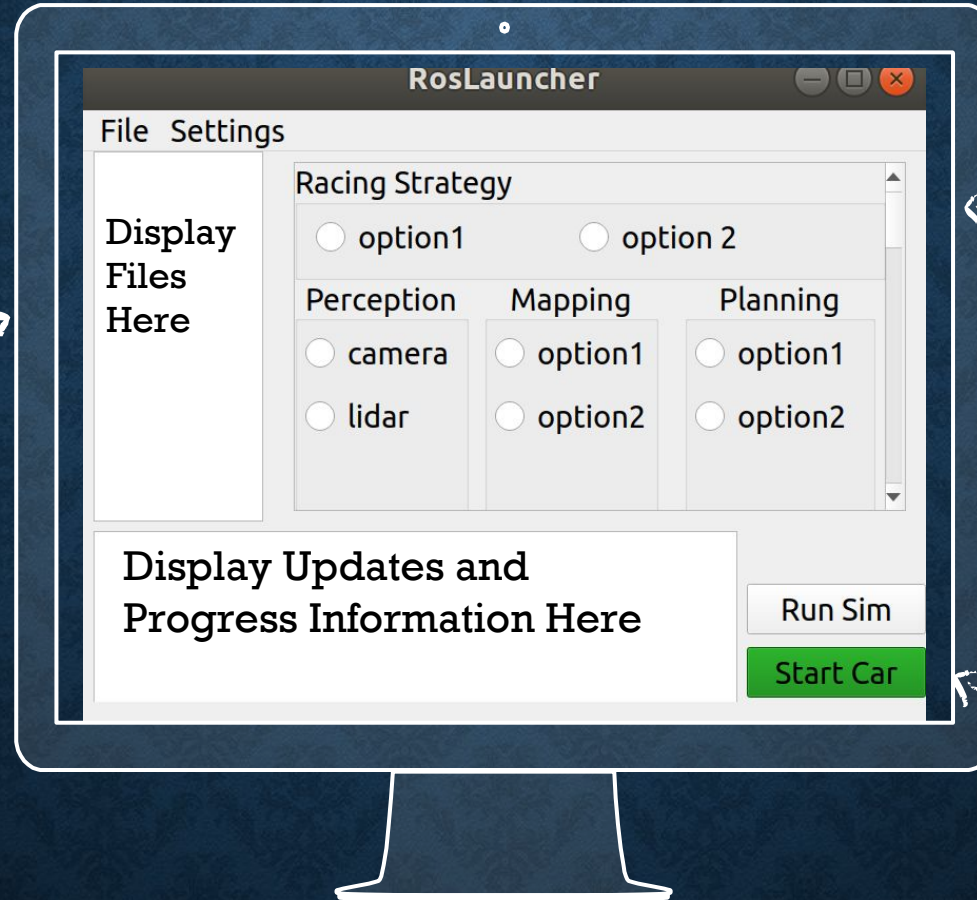 RosLauncher
File Settings
Display
Files
Here
Racing Strategy
option1 option 2
Perception Mapping Planning
camera option1 option1
lidar option2 option2
Display Updates and
Progress Information Here
Run Sim
Start Car